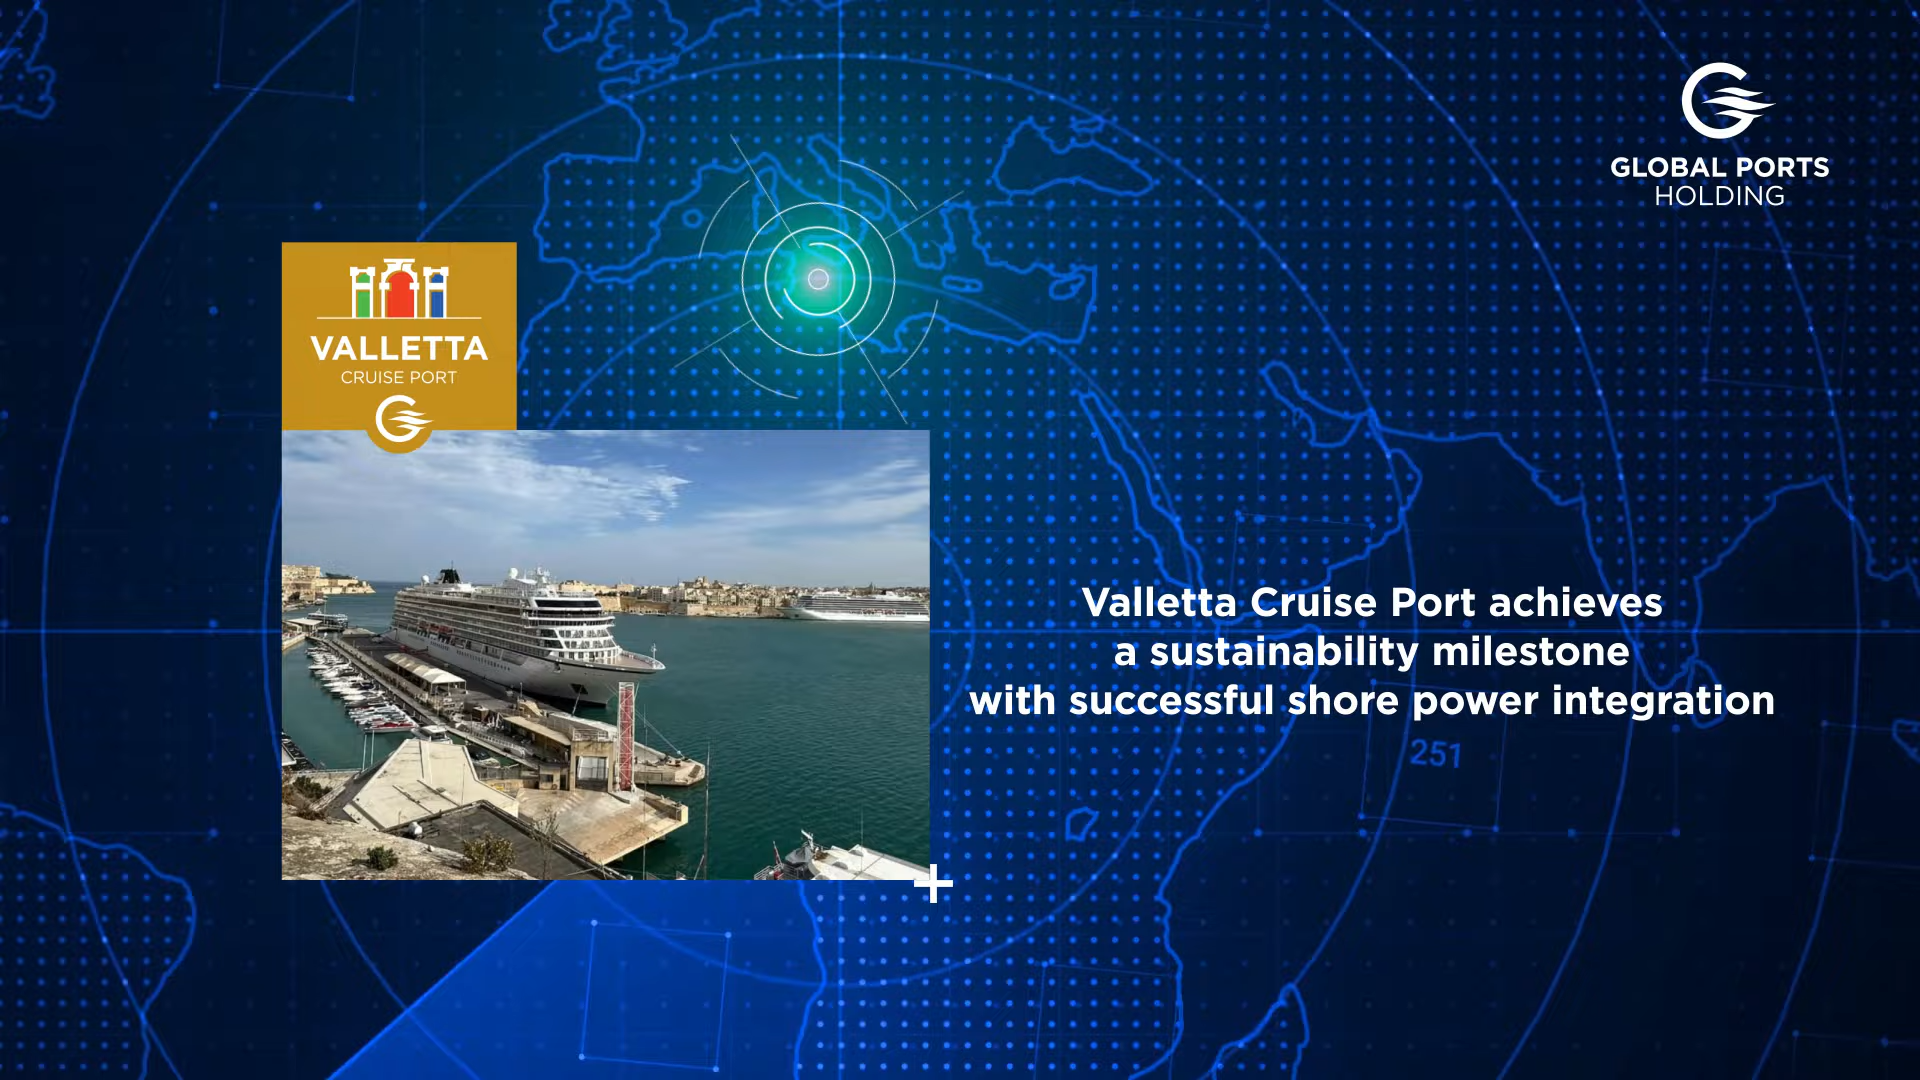 GLOBAL PORTS
HOLDING
VALLETTA
CRUISE PORT
Valletta Cruise Port achieves
a sustainability milestone
with successful shore power integration
251